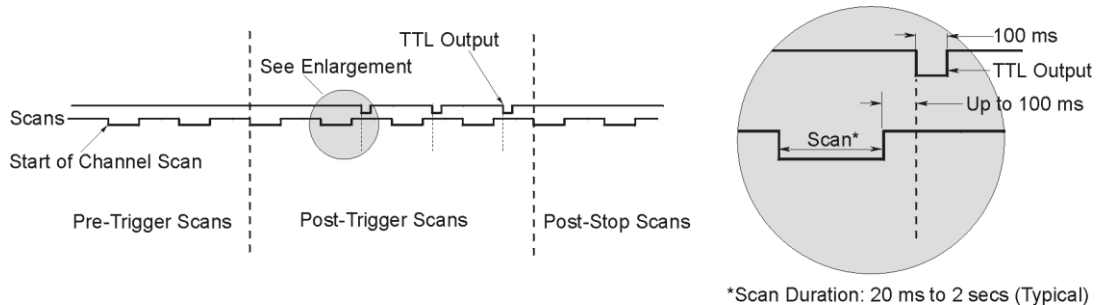 TTL Output
See Enlargement
Scans
Start of Channel Scan
Pre-Trigger Scans
Post-Trigger Scans
Post-Stop Scans
100 ms
TTL Output
Up to 100 ms
Scan*
*Scan Duration: 20 ms to 2 secs (Typical)